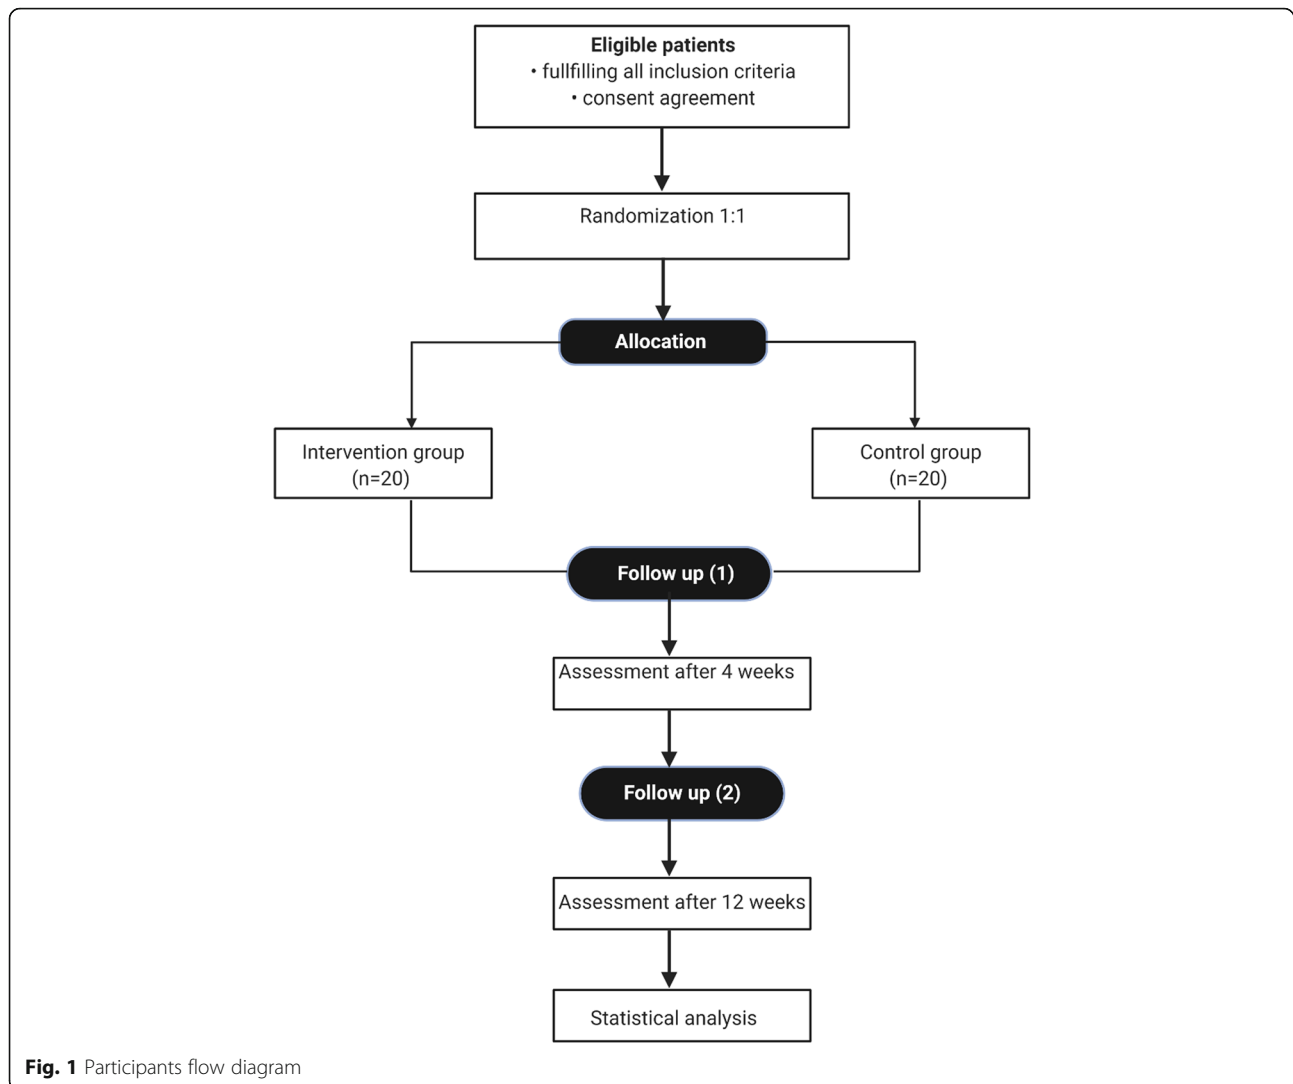 Eligible patients
• fullfilling all inclusion criteria
• consent agreement
Randomization 1:1
Allocation
Intervention group
(n=20)
Control group
(n=20)
Follow up (1)
Assessment after 4 weeks
Follow up (2)
Assessment after 12 weeks
Statistical analysis
Fig. 1 Participants flow diagram